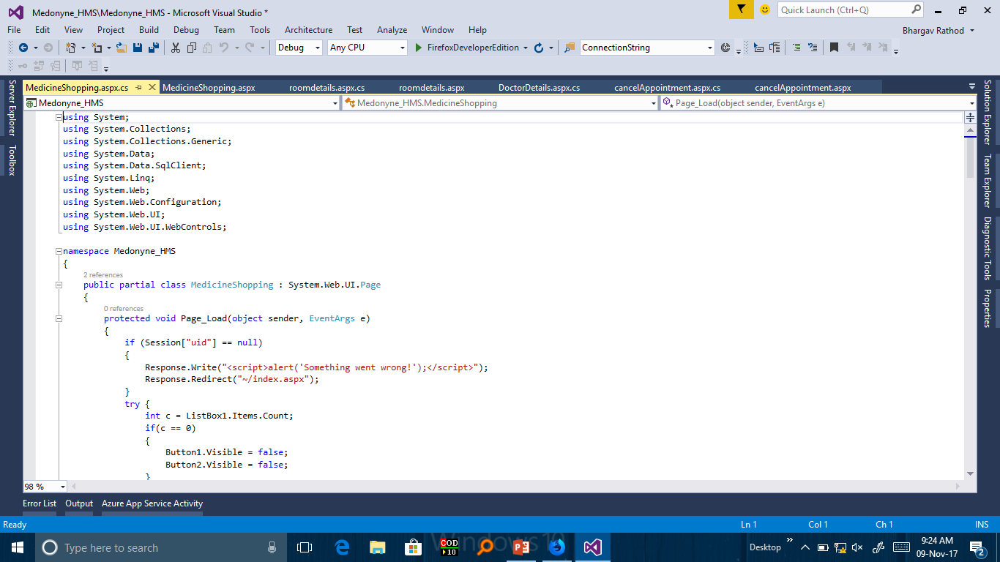 Medonyne_HMS\Medonyne_HMS - Microsoft Visual Studio *
Quick Launch (Ctrl+Q)
File Edit View Project Build Debug Team Tools Architecture Test Analyze Window Help
Bhargav Rathod
Debug Any CPU FirefoxDeveloperEdition ConnectionString
Server Explorer
Toolbox
MedicineShopping.aspx.cs MedicineShopping.aspx roomdetails.aspx.cs roomdetails.aspx DoctorDetails.aspx.cs cancelAppointment.aspx.cs cancelAppointment.aspx
Medonyne_HMS Medonyne_HMS.MedicineShopping Page_Load(object sender, EventArgs e)
using System;
using System.Collections;
using System.Collections.Generic;
using System.Data;
using System.Data.SqlClient;
using System.Linq;
using System.Web;
using System.Web.Configuration;
using System.Web.UI;
using System.Web.UI.WebControls;
namespace Medonyne_HMS
{
2 references
public partial class MedicineShopping : System.Web.UI.Page
{
0 references
protected void Page_Load(object sender, EventArgs e)
{
if (Session["uid"] == null)
{
Response.Write("<script>alert('Something went wrong!');</script>");
Response.Redirect("~/index.aspx");
}
try {
int c = ListBox1.Items.Count;
if(c == 0)
{
Button1.Visible = false;
Button2.Visible = false;
}
98 %
Solution Explorer
Team Explorer
Diagnostic Tools
Properties
Error List Output Azure App Service Activity
Ready Ln 1 Col 1 Ch 1 INS
Type here to search
COD
10
Windows 10
Desktop
9:24 AM
09-Nov-17
2